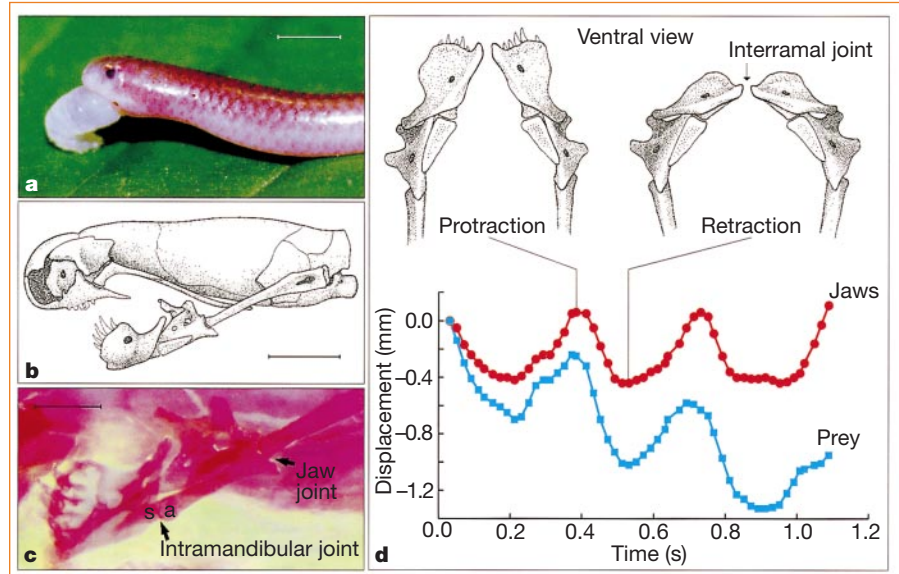 a
b
Jaw
joint
s a
Intramandibular joint
c
Ventral view
Interramal joint
Protraction
Retraction
Jaws
Prey
Displacement (mm)
0.0
−0.4
−0.8
−1.2
0.0
0.2
0.4
0.6
0.8
1.0
1.2
Time (s)
d